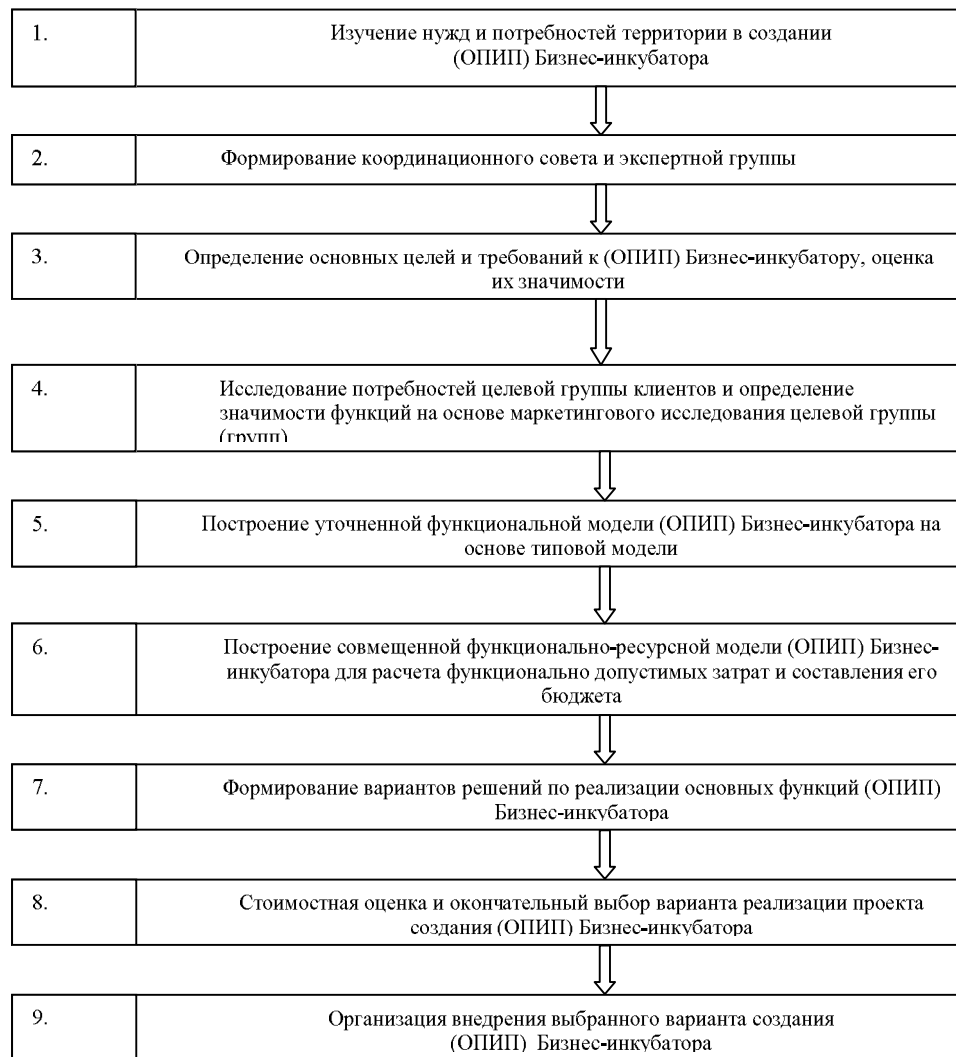 1.
Изучение нужд и потребностей территории в создании
(ОПИП) Бизнес-инкубатора
2.
Формирование координационного совета и экспертной группы
3.
Определение основных целей и требований к (ОПИП) Бизнес-инкубатору, оценка
их значимости
4.
Исследование потребностей целевой группы клиентов и определение
значимости функций на основе маркетингового исследования целевой группы
(групп)
5.
Построение уточненной функциональной модели (ОПИП) Бизнес-инкубатора на
основе типовой модели
6.
Построение совмещенной функционально-ресурсной модели (ОПИП) Бизнес-
инкубатора для расчета функционально допустимых затрат и составления его
бюджета
7.
Формирование вариантов решений по реализации основных функций (ОПИП)
Бизнес-инкубатора
8.
Стоимостная оценка и окончательный выбор варианта реализации проекта
создания (ОПИП) Бизнес-инкубатора
9.
Организация внедрения выбранного варианта создания
(ОПИП) Бизнес-инкубатора